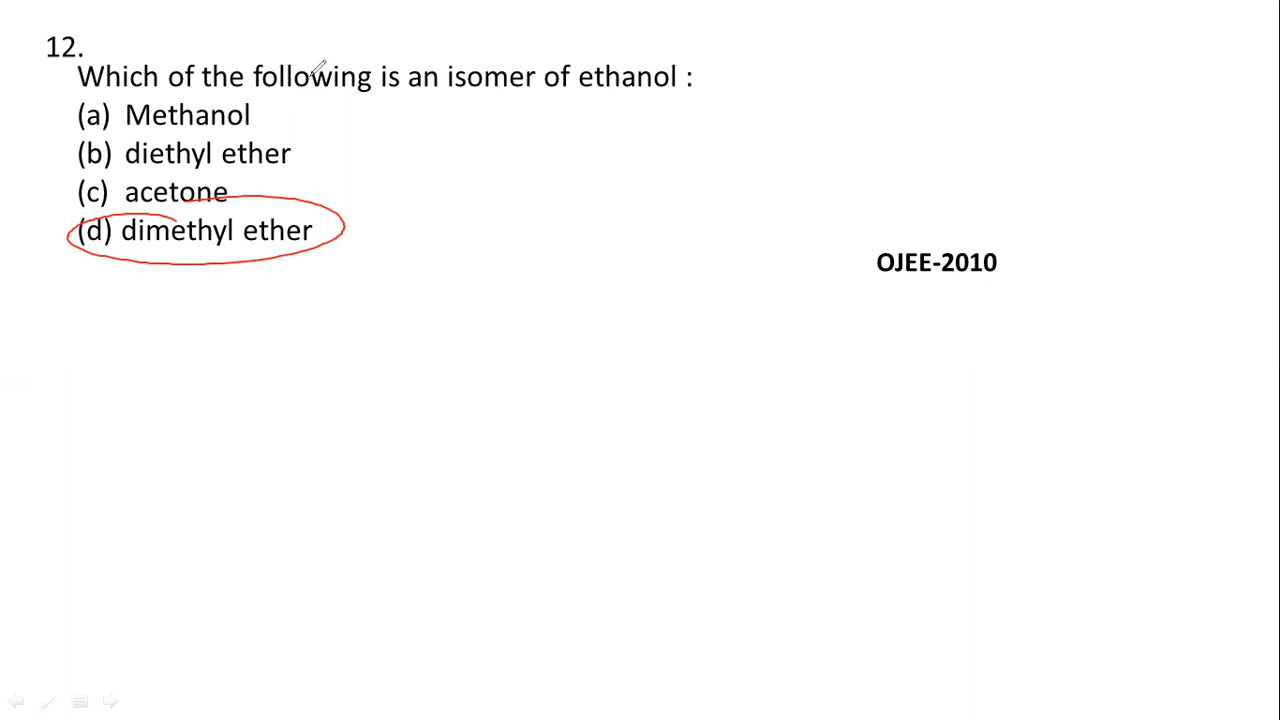 12.
Which of the following is an isomer of ethanol :
(a) Methanol
(b) diethyl ether
(c) acetone
(d) dimethyl ether
OJEE-2010